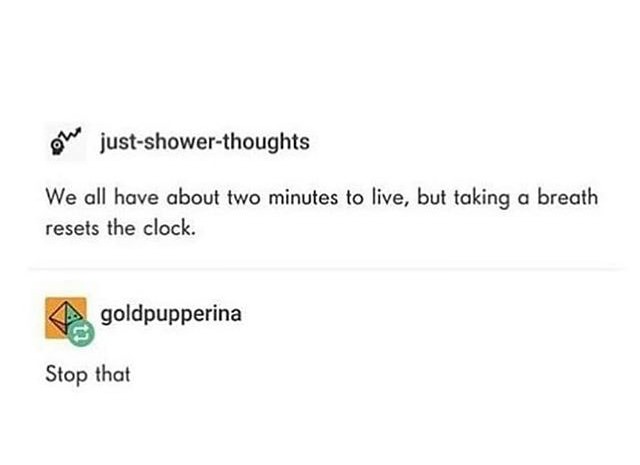 just-shower-thoughts
We all have about two minutes to live, but taking a breath
resets the clock.
goldpupperina
Stop that